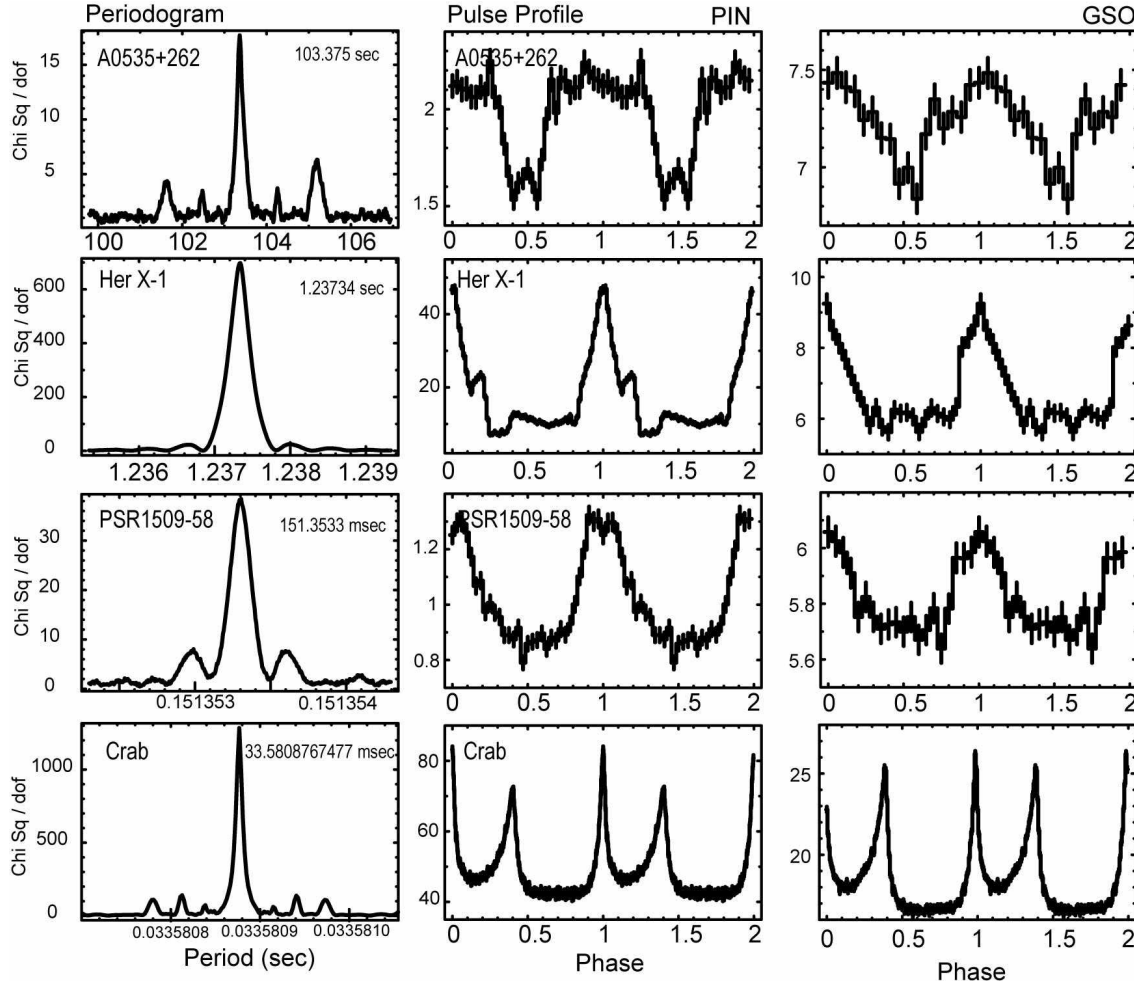 Periodogram Pulse Profile PIN GSO
Chi Sq / dof
15
10
5
A0535+262 103.375 sec
100 102 104 106
A0535+262
2
1.5
0 0.5 1 1.5 2
7.5
7
0 0.5 1 1.5 2
Chi Sq / dof
600
400
200
0
Her X-1 1.23734 sec
1.236 1.237 1.238 1.239
Her X-1
40
20
0 0.5 1 1.5 2
10
8
6
0 0.5 1 1.5 2
Chi Sq / dof
30
20
10
0
PSR1509-58 151.3533 msec
0.151353 0.151354
PSR1509-58
1.2
1
0.8
0 0.5 1 1.5 2
6
5.8
5.6
0 0.5 1 1.5 2
Chi Sq / dof
1000
500
0
Crab 33.5808767477 msec
0.0335808 0.0335809 0.0335810
Period (sec)
Crab
80
60
40
0 0.5 1 1.5 2
Phase
25
20
0 0.5 1 1.5 2
Phase